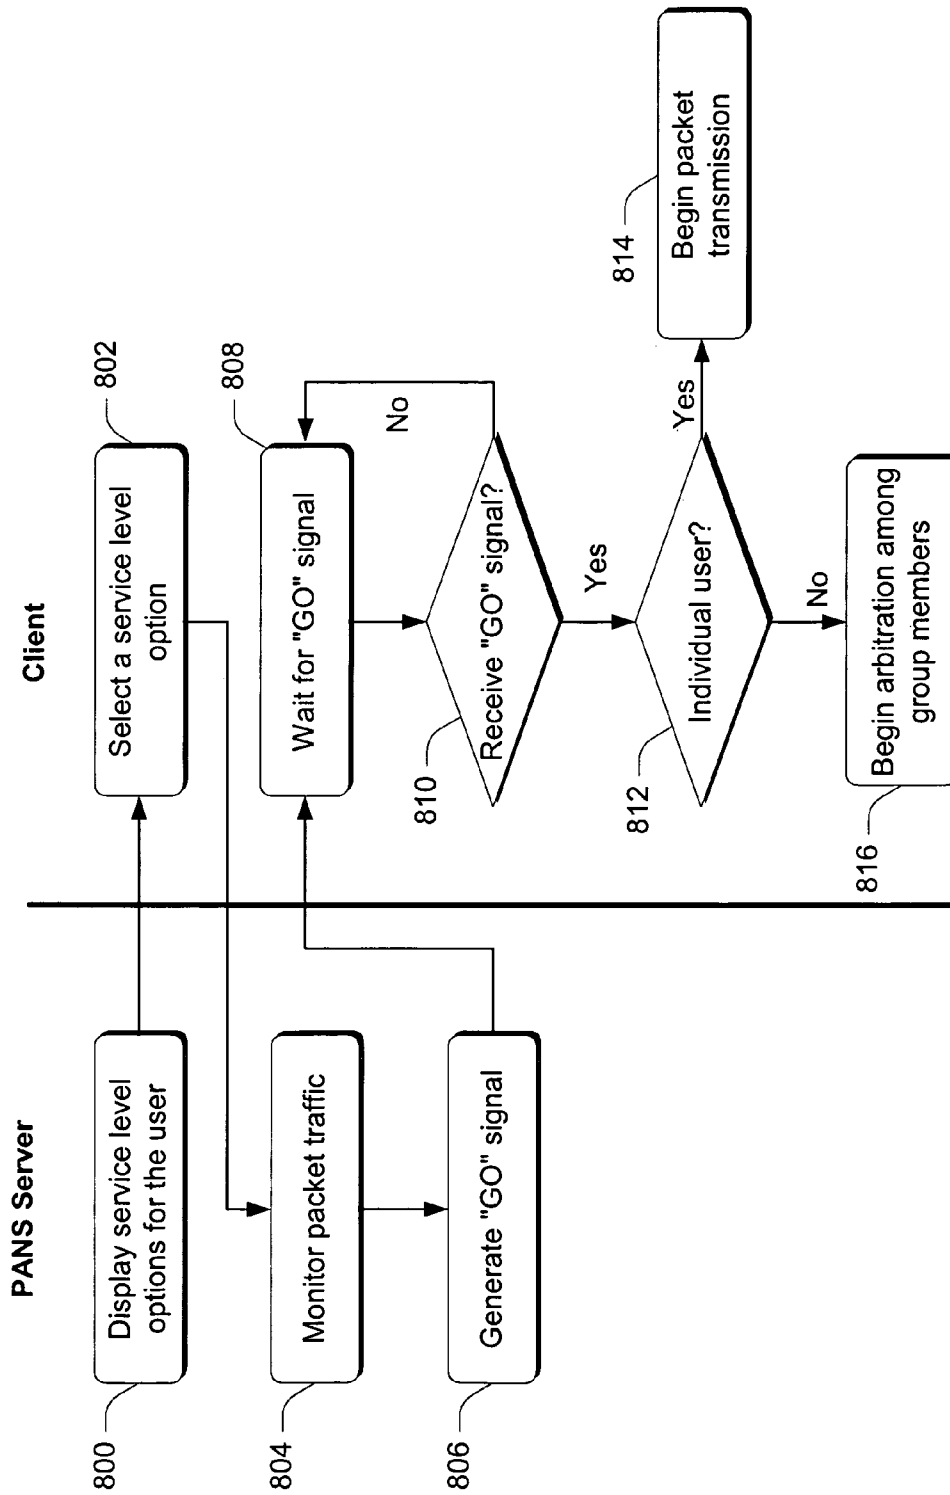 PANS Server
Client
800
Display service level
options for the user
802
Select a service level
option
804
Monitor packet traffic
806
Generate "GO" signal
808
Wait for "GO" signal
810
Receive "GO" signal?
No
Yes
812
Individual user?
Yes
814
Begin packet
transmission
No
816
Begin arbitration among
group members